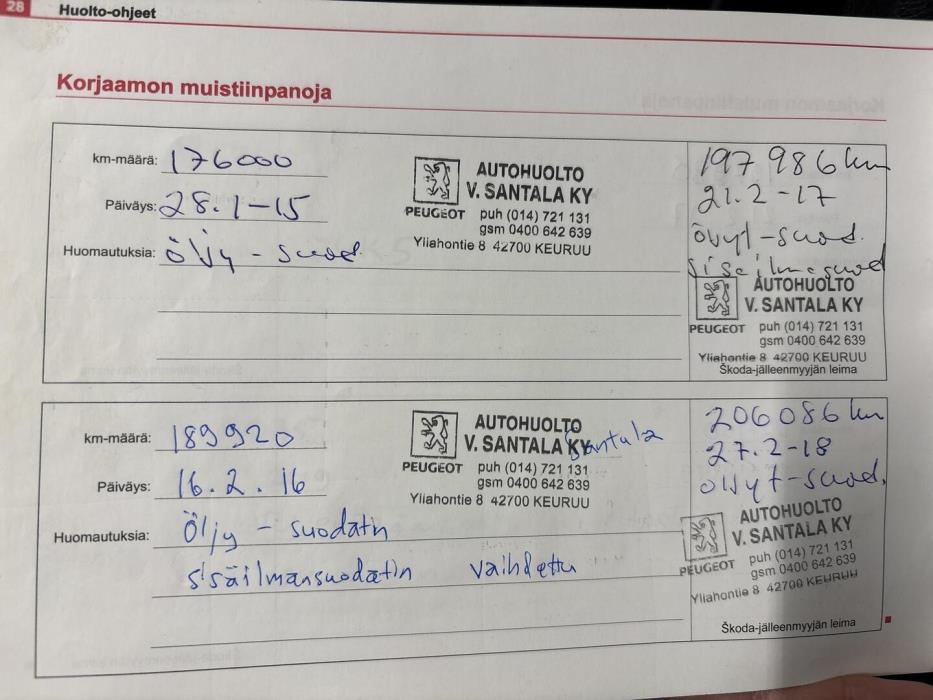 28 Huolto-ohjeet
Korjaamon muistiinpanoja
km-määrä: 176000
Päiväys: 28.1-15
Huomautuksia: öljy - suod.
AUTOHUOLTO
V. SANTALA KY
PEUGEOT puh (014) 721 131
gsm 0400 642 639
Yliahontie 8 42700 KEURUU
197 986 km
21.2-17
öljyt-suod.
sisäilmasuod
AUTOHUOLTO
V. SANTALA KY
PEUGEOT puh (014) 721 131
gsm 0400 642 639
Yliahontie 8 42700 KEURUU
Škoda-jälleenmyyjän leima
km-määrä: 189920
Päiväys: 16.2.16
Huomautuksia: Öljy - suodatin
sisäilmansuodatin vaihdettu
AUTOHUOLTO
V. SANTALA KY Santala
PEUGEOT puh (014) 721 131
gsm 0400 642 639
Yliahontie 8 42700 KEURUU
206086 km
27.2-18
öljyt-suod.
AUTOHUOLTO
V. SANTALA KY
PEUGEOT puh (014) 721 131
gsm 0400 642 639
Yliahontie 8 42700 KEURUU
Škoda-jälleenmyyjän leima